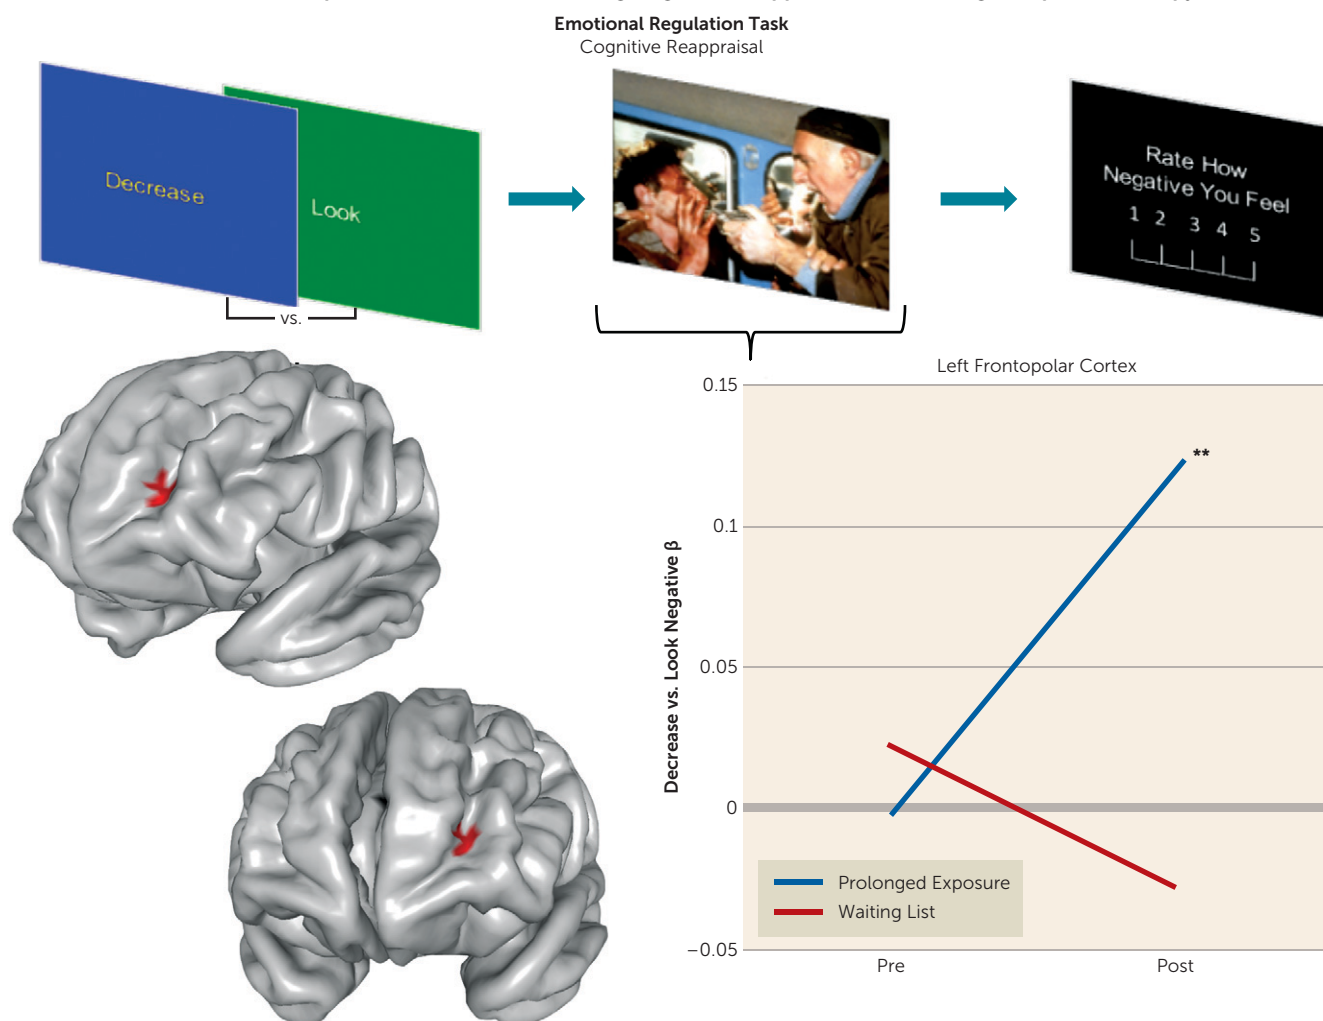 Emotional Regulation Task
Cognitive Reappraisal
Decrease
Look
vs.
Rate How
Negative You Feel
1 2 3 4 5
Left Frontopolar Cortex
Decrease vs. Look Negative β
0.15
0.1
0.05
0
−0.05
**
Prolonged Exposure
Waiting List
Pre Post